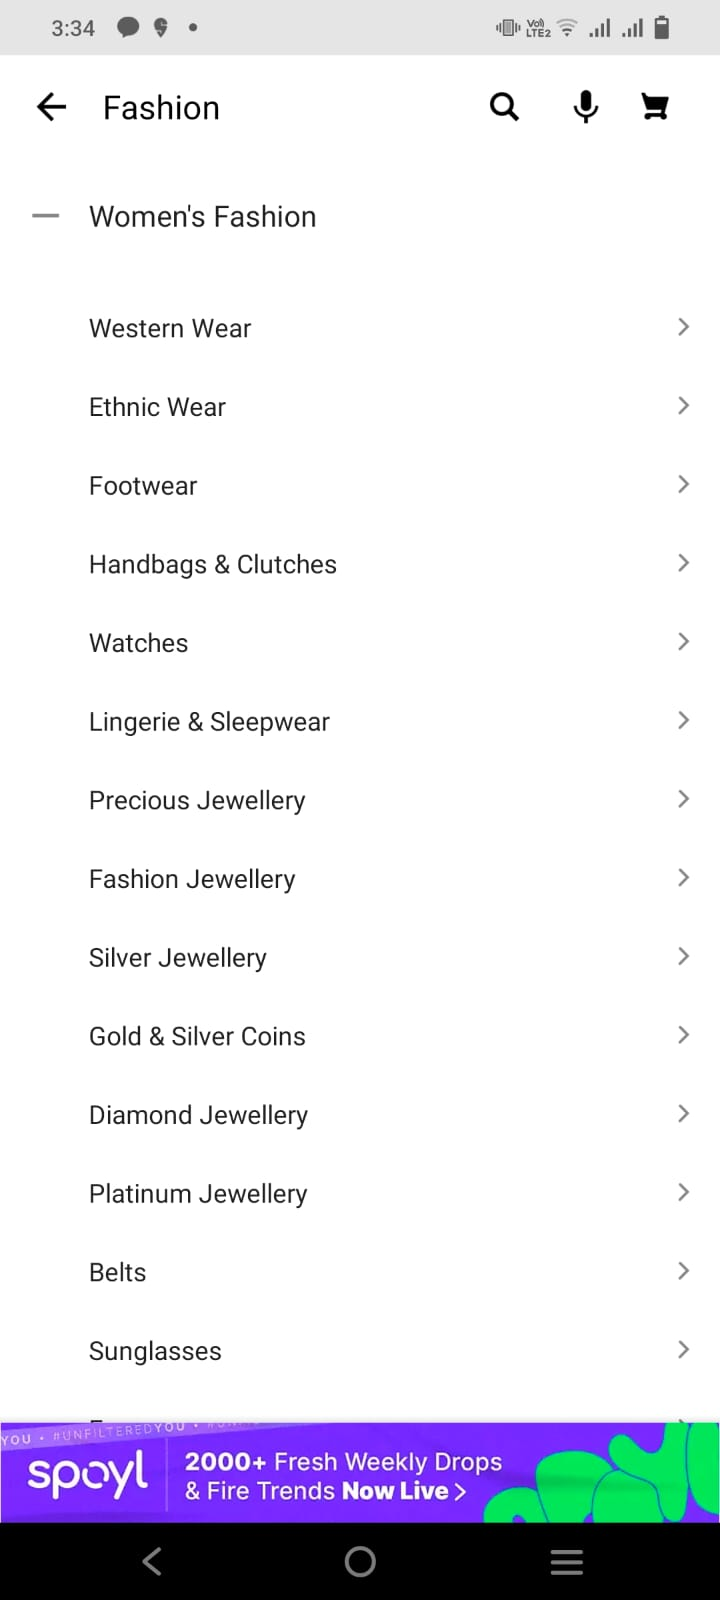 3:34
Vo) LTE2
Fashion
Women's Fashion
Western Wear
Ethnic Wear
Footwear
Handbags & Clutches
Watches
Lingerie & Sleepwear
Precious Jewellery
Fashion Jewellery
Silver Jewellery
Gold & Silver Coins
Diamond Jewellery
Platinum Jewellery
Belts
Sunglasses
YOU • #UNFILTEREDYOU •
spoyl
2000+ Fresh Weekly Drops
& Fire Trends Now Live >